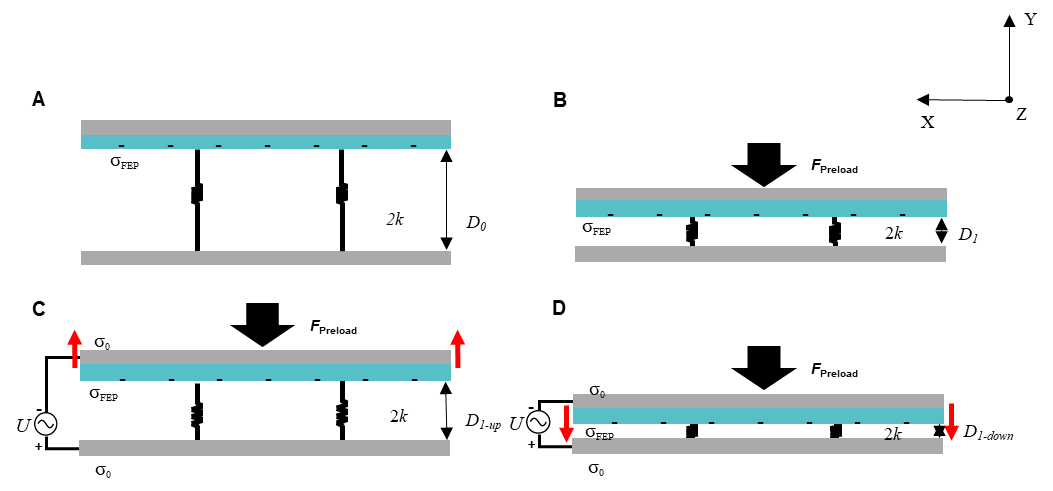 Y
X
Z
A
σFEP
2k
D0
B
FPreload
σFEP
2k
D1
C
FPreload
σ0
σFEP
-
U
+
2k
D1-up
σ0
D
FPreload
σ0
-
U
+
σFEP
2k
D1-down
σ0